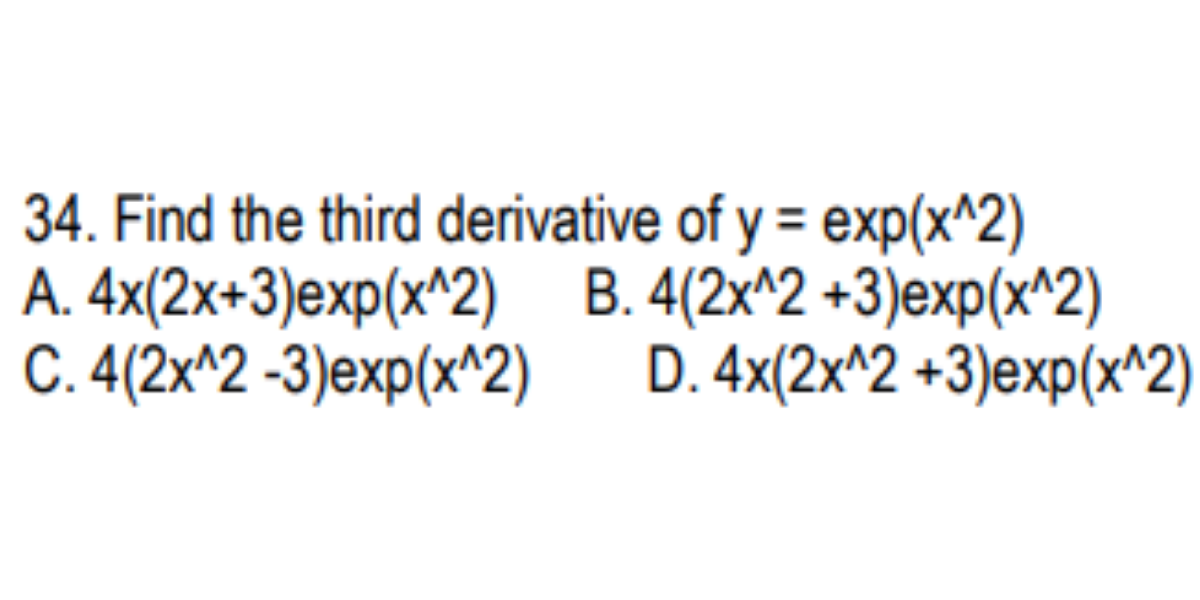 34. Find the third derivative of y = exp(x^2)
A. 4x(2x+3)exp(x^2) B. 4(2x^2 +3)exp(x^2)
C. 4(2x^2 -3)exp(x^2) D. 4x(2x^2 +3)exp(x^2)